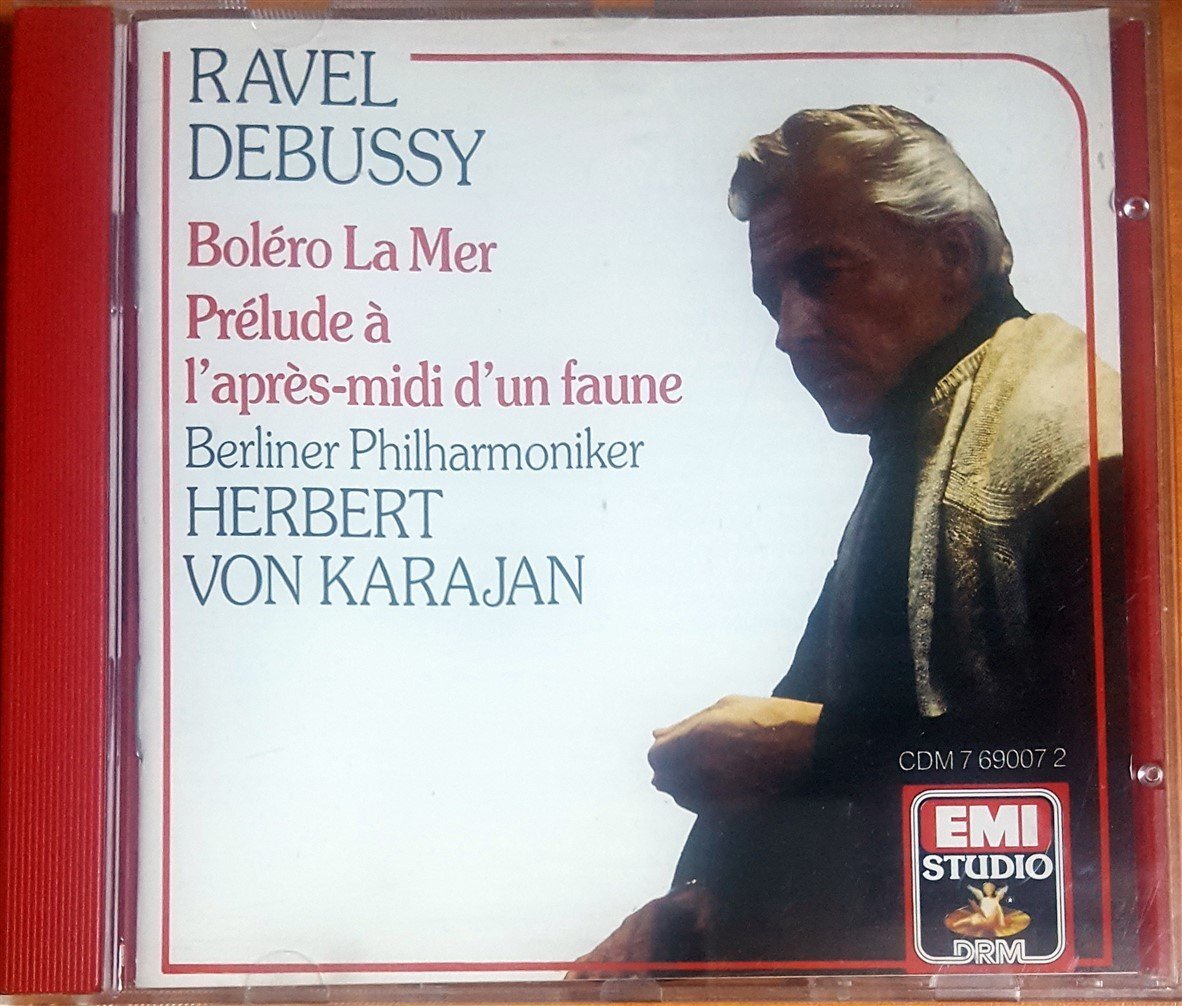 RAVEL
DEBUSSY
Boléro La Mer
Prélude à
l'après-midi d'un faune
Berliner Philharmoniker
HERBERT
VON KARAJAN
CDM 7 69007 2
EMI
STUDIO
DRM